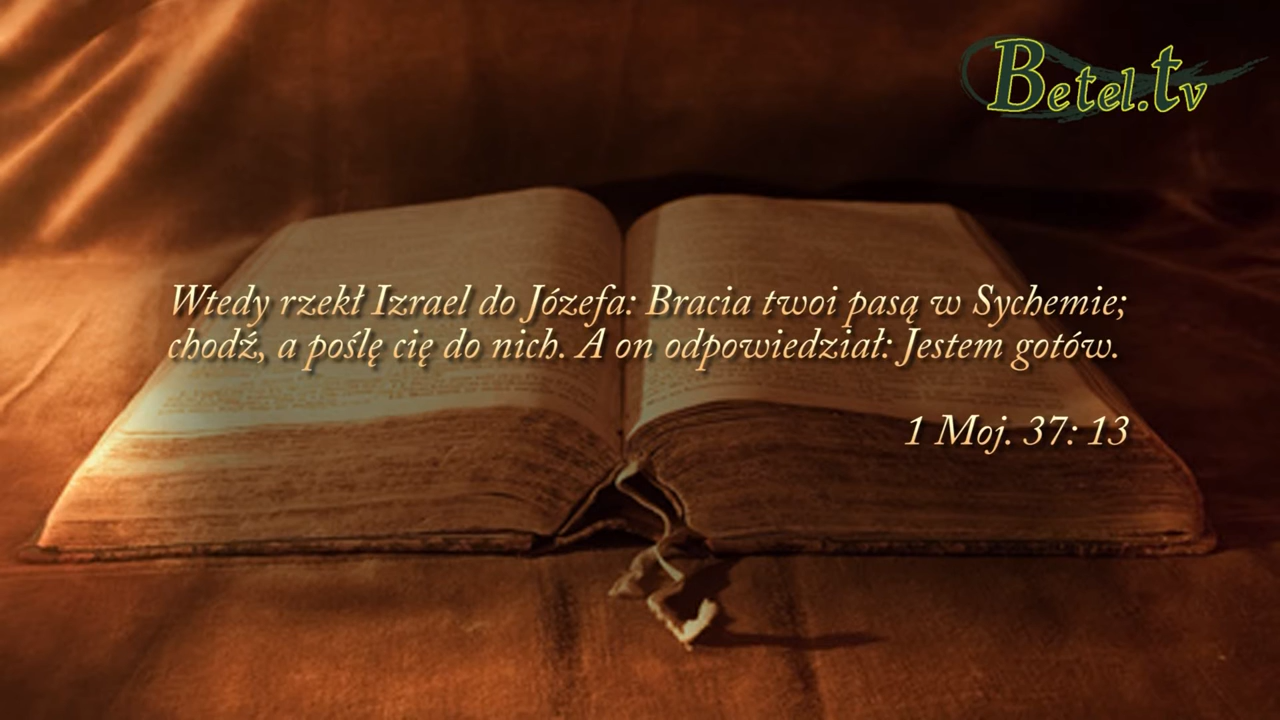 Betel.tv
Wtedy rzekł Izrael do Józefa: Bracia twoi pasą w Sychemie;
chodź, a poślę cię do nich. A on odpowiedział: Jestem gotów.
1 Moj. 37: 13